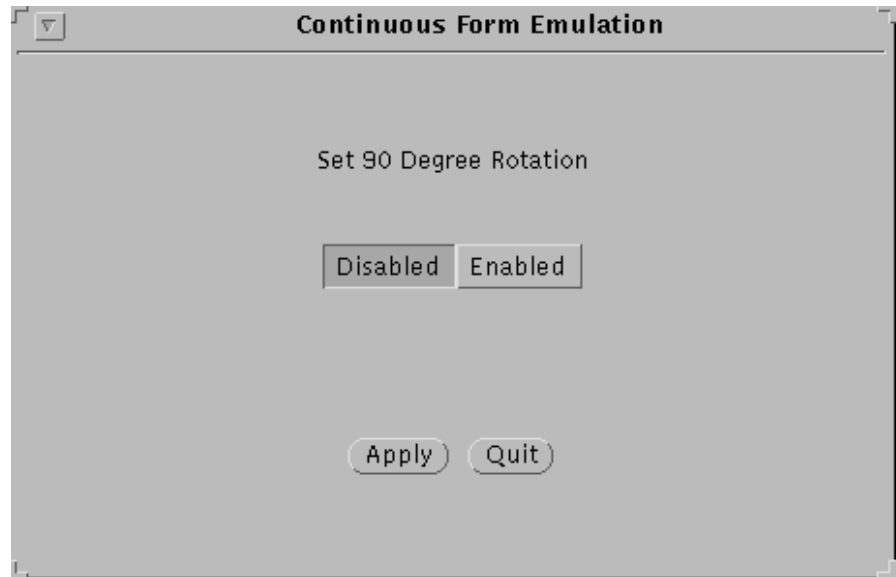 Continuous Form Emulation
Set 90 Degree Rotation
Disabled Enabled
Apply Quit